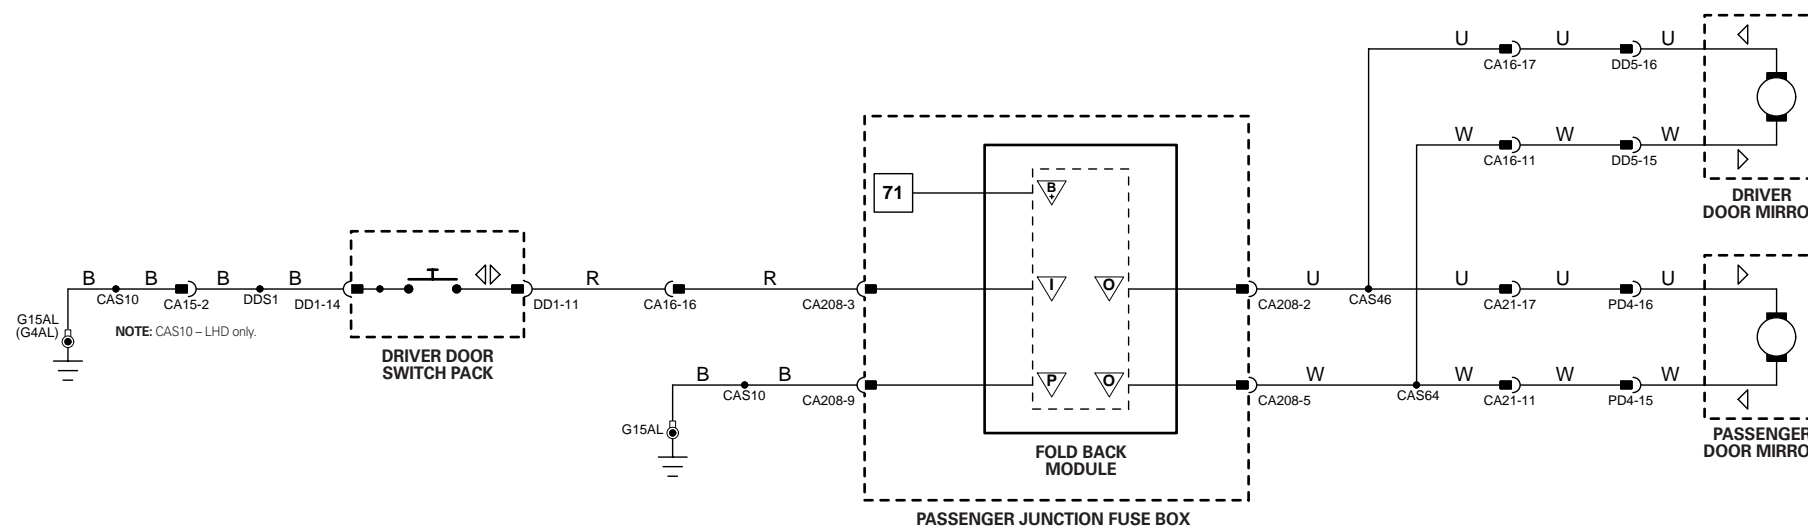 U U U
CA16-17 DD5-16
W W W
CA16-11 DD5-15
DRIVER
DOOR MIRRO
71
B
+
B B B B
CAS10 CA15-2 DDS1 DD1-14
R R
DD1-11 CA16-16 CA208-3
I O
U U U U
CA208-2 CAS46 CA21-17 PD4-16
G15AL
(G4AL)
NOTE: CAS10 – LHD only.
DRIVER DOOR
SWITCH PACK
B B
CAS10 CA208-9
P O
W W W W
CA208-5 CAS64 CA21-11 PD4-15
G15AL
PASSENGER
DOOR MIRRO
FOLD BACK
MODULE
PASSENGER JUNCTION FUSE BOX